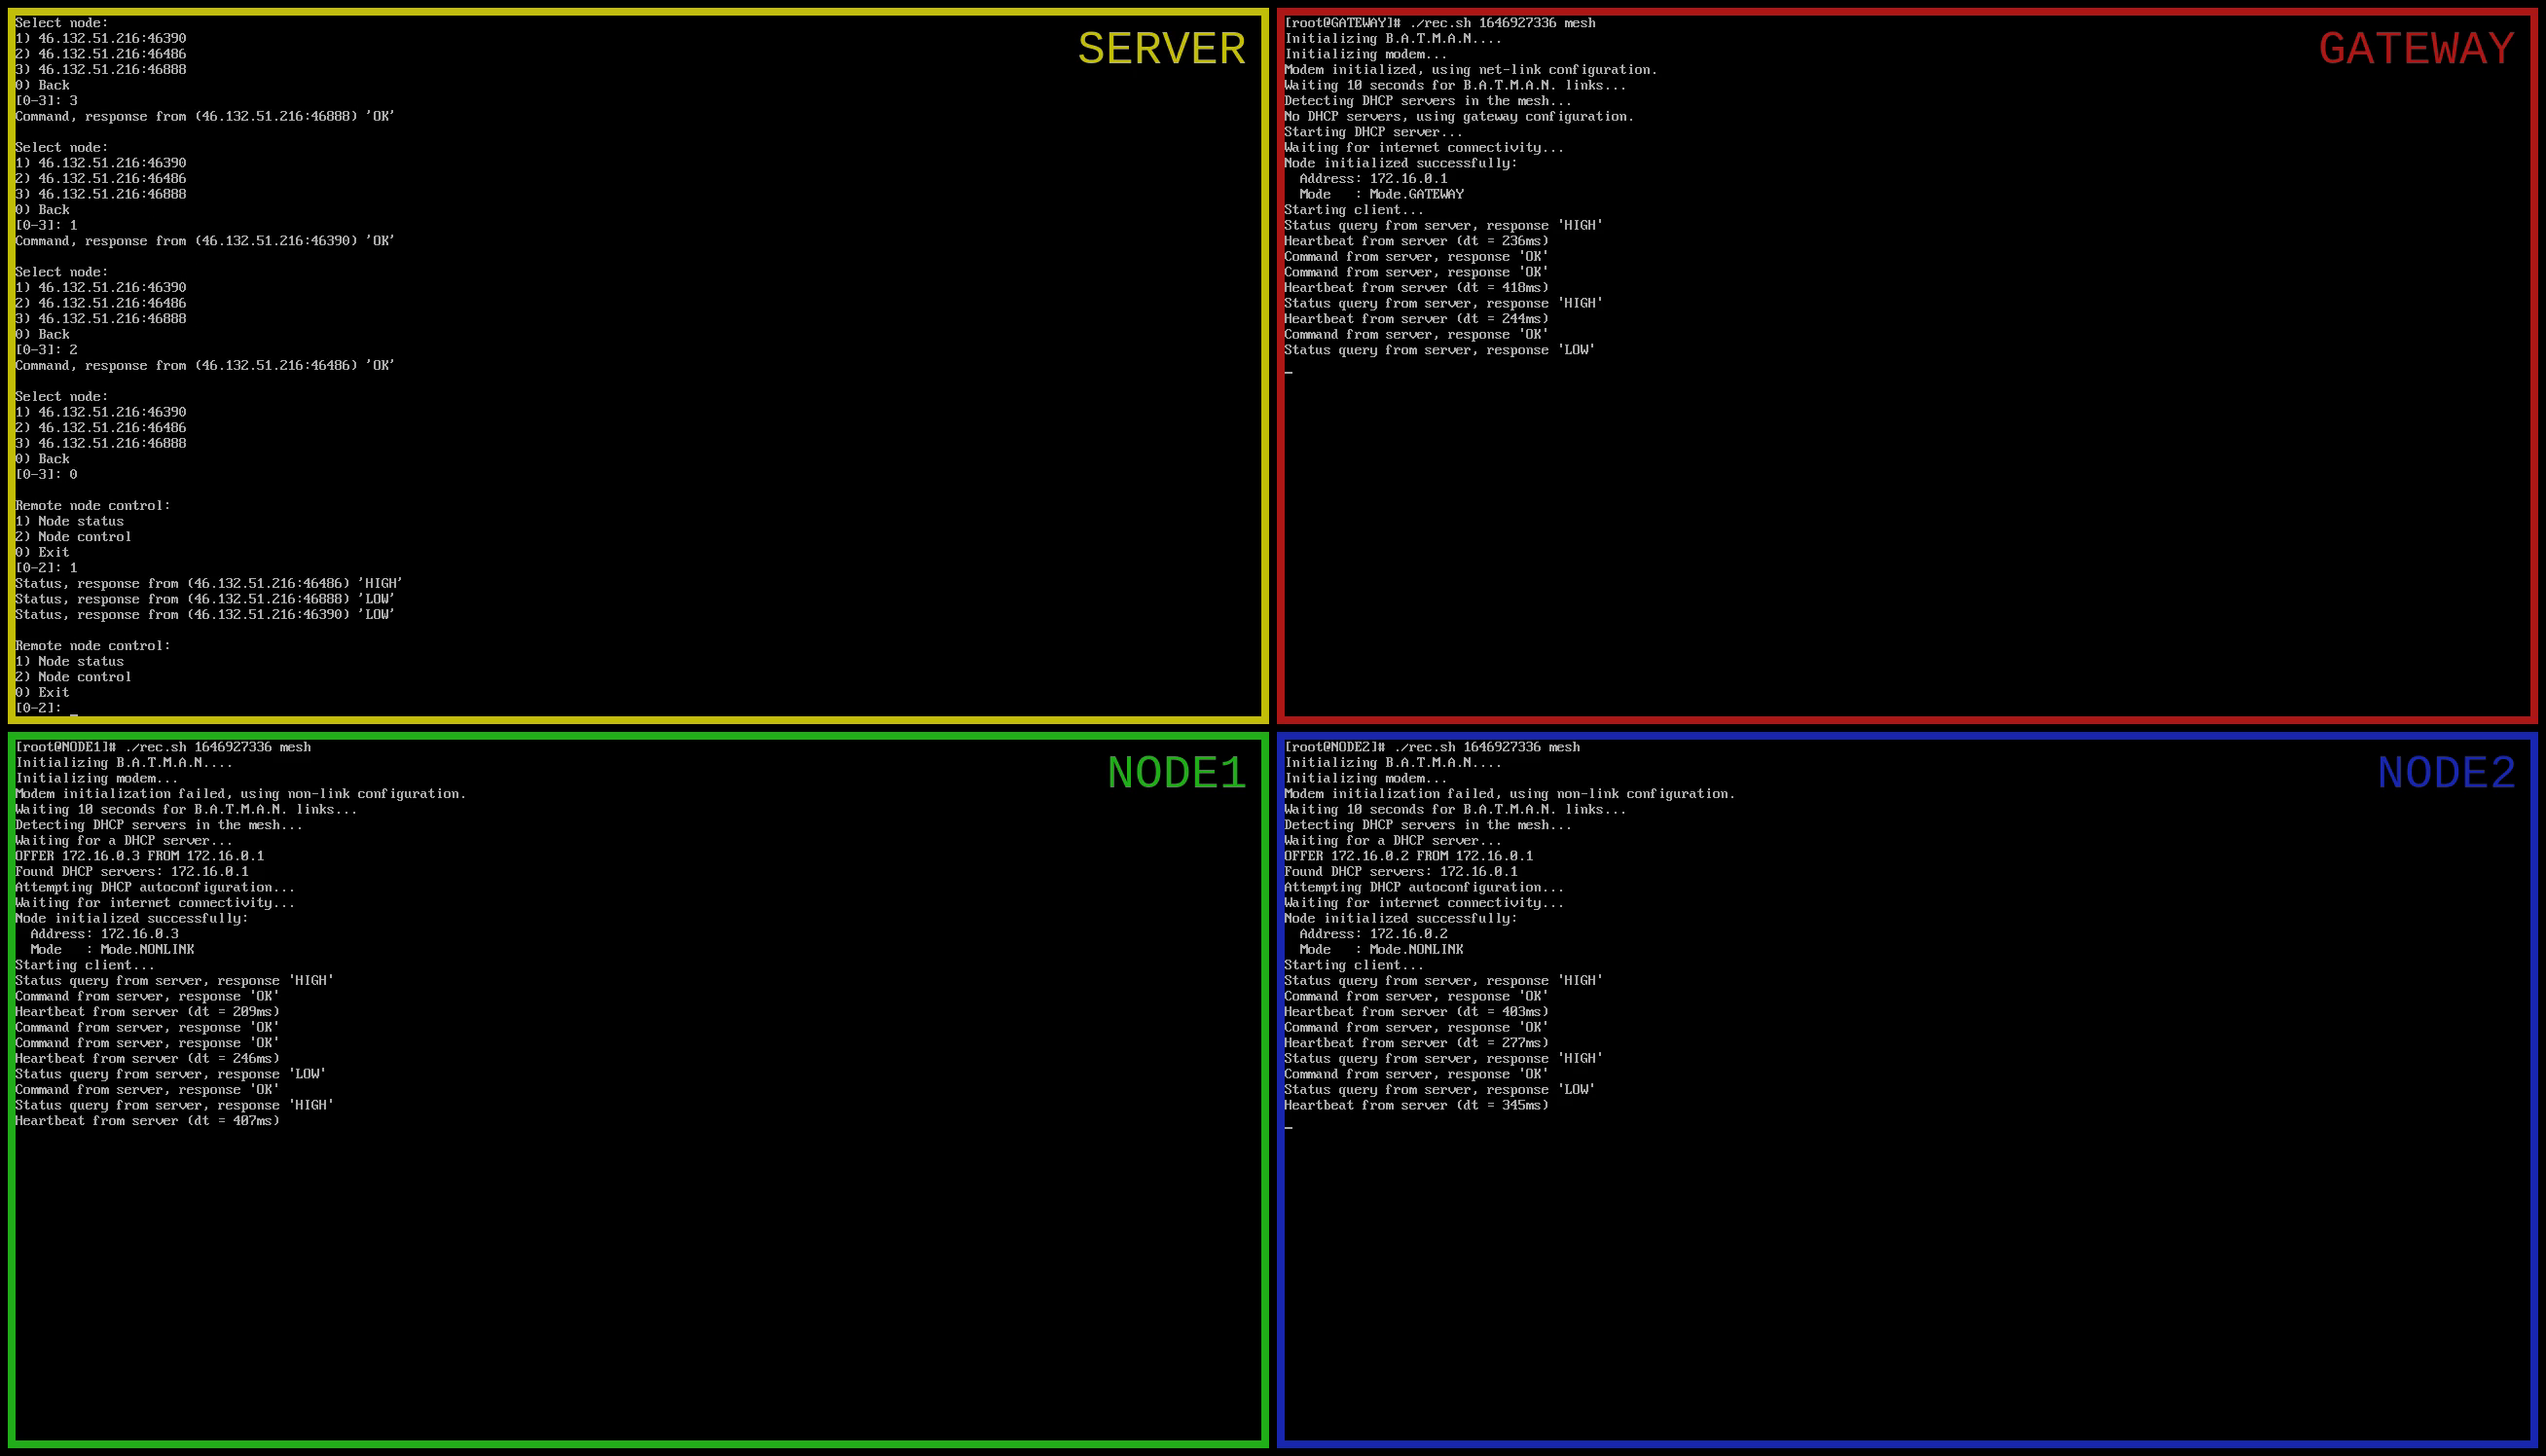 SERVER
Select node:
1) 46.132.51.216:46390
2) 46.132.51.216:46486
3) 46.132.51.216:46888
0) Back
[0-3]: 3
Command, response from (46.132.51.216:46888) 'OK'
Select node:
1) 46.132.51.216:46390
2) 46.132.51.216:46486
3) 46.132.51.216:46888
0) Back
[0-3]: 1
Command, response from (46.132.51.216:46390) 'OK'
Select node:
1) 46.132.51.216:46390
2) 46.132.51.216:46486
3) 46.132.51.216:46888
0) Back
[0-3]: 2
Command, response from (46.132.51.216:46486) 'OK'
Select node:
1) 46.132.51.216:46390
2) 46.132.51.216:46486
3) 46.132.51.216:46888
0) Back
[0-3]: 0
Remote node control:
1) Node status
2) Node control
0) Exit
[0-2]: 1
Status, response from (46.132.51.216:46486) 'HIGH'
Status, response from (46.132.51.216:46888) 'LOW'
Status, response from (46.132.51.216:46390) 'LOW'
Remote node control:
1) Node status
2) Node control
0) Exit
[0-2]: _
GATEWAY
[root@GATEWAY]# ./rec.sh 1646927336 mesh
Initializing B.A.T.M.A.N....
Initializing modem...
Modem initialized, using net-link configuration.
Waiting 10 seconds for B.A.T.M.A.N. links...
Detecting DHCP servers in the mesh...
No DHCP servers, using gateway configuration.
Starting DHCP server...
Waiting for internet connectivity...
Node initialized successfully:
Address: 172.16.0.1
Mode : Mode.GATEWAY
Starting client...
Status query from server, response 'HIGH'
Heartbeat from server (dt = 236ms)
Command from server, response 'OK'
Command from server, response 'OK'
Heartbeat from server (dt = 418ms)
Status query from server, response 'HIGH'
Heartbeat from server (dt = 244ms)
Command from server, response 'OK'
Status query from server, response 'LOW'
_
NODE1
[root@NODE1]# ./rec.sh 1646927336 mesh
Initializing B.A.T.M.A.N....
Initializing modem...
Modem initialization failed, using non-link configuration.
Waiting 10 seconds for B.A.T.M.A.N. links...
Detecting DHCP servers in the mesh...
Waiting for a DHCP server...
OFFER 172.16.0.3 FROM 172.16.0.1
Found DHCP servers: 172.16.0.1
Attempting DHCP autoconfiguration...
Waiting for internet connectivity...
Node initialized successfully:
Address: 172.16.0.3
Mode : Mode.NONLINK
Starting client...
Status query from server, response 'HIGH'
Command from server, response 'OK'
Heartbeat from server (dt = 209ms)
Command from server, response 'OK'
Command from server, response 'OK'
Heartbeat from server (dt = 246ms)
Status query from server, response 'LOW'
Command from server, response 'OK'
Status query from server, response 'HIGH'
Heartbeat from server (dt = 407ms)
NODE2
[root@NODE2]# ./rec.sh 1646927336 mesh
Initializing B.A.T.M.A.N....
Initializing modem...
Modem initialization failed, using non-link configuration.
Waiting 10 seconds for B.A.T.M.A.N. links...
Detecting DHCP servers in the mesh...
Waiting for a DHCP server...
OFFER 172.16.0.2 FROM 172.16.0.1
Found DHCP servers: 172.16.0.1
Attempting DHCP autoconfiguration...
Waiting for internet connectivity...
Node initialized successfully:
Address: 172.16.0.2
Mode : Mode.NONLINK
Starting client...
Status query from server, response 'HIGH'
Command from server, response 'OK'
Heartbeat from server (dt = 403ms)
Command from server, response 'OK'
Heartbeat from server (dt = 277ms)
Status query from server, response 'HIGH'
Command from server, response 'OK'
Status query from server, response 'LOW'
Heartbeat from server (dt = 345ms)
_